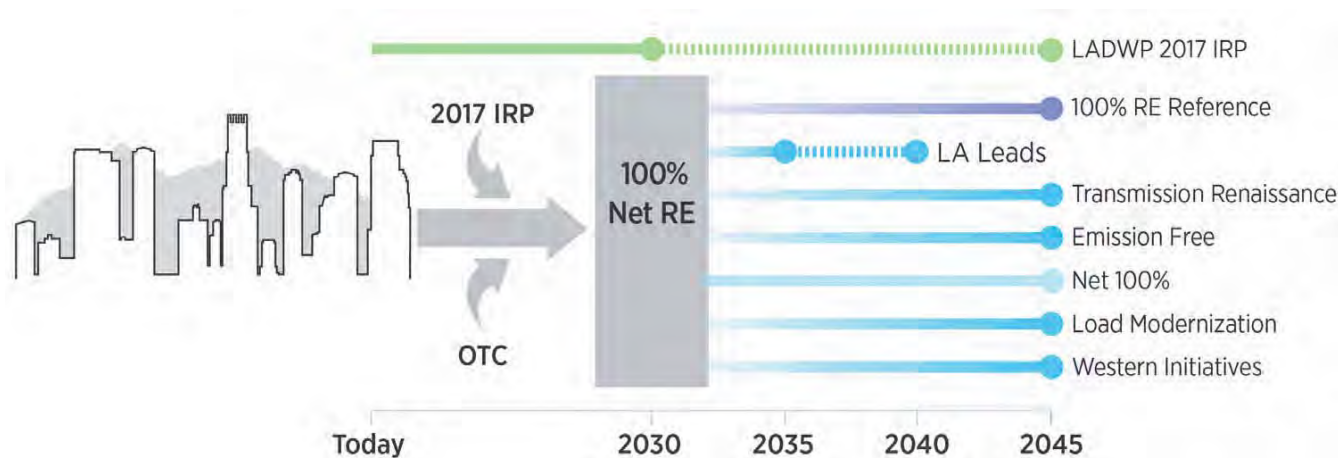 LADWP 2017 IRP
2017 IRP
100% RE Reference
LA Leads
100%
Net RE
Transmission Renaissance
Emission Free
Net 100%
OTC
Load Modernization
Western Initiatives
Today
2030
2035
2040
2045